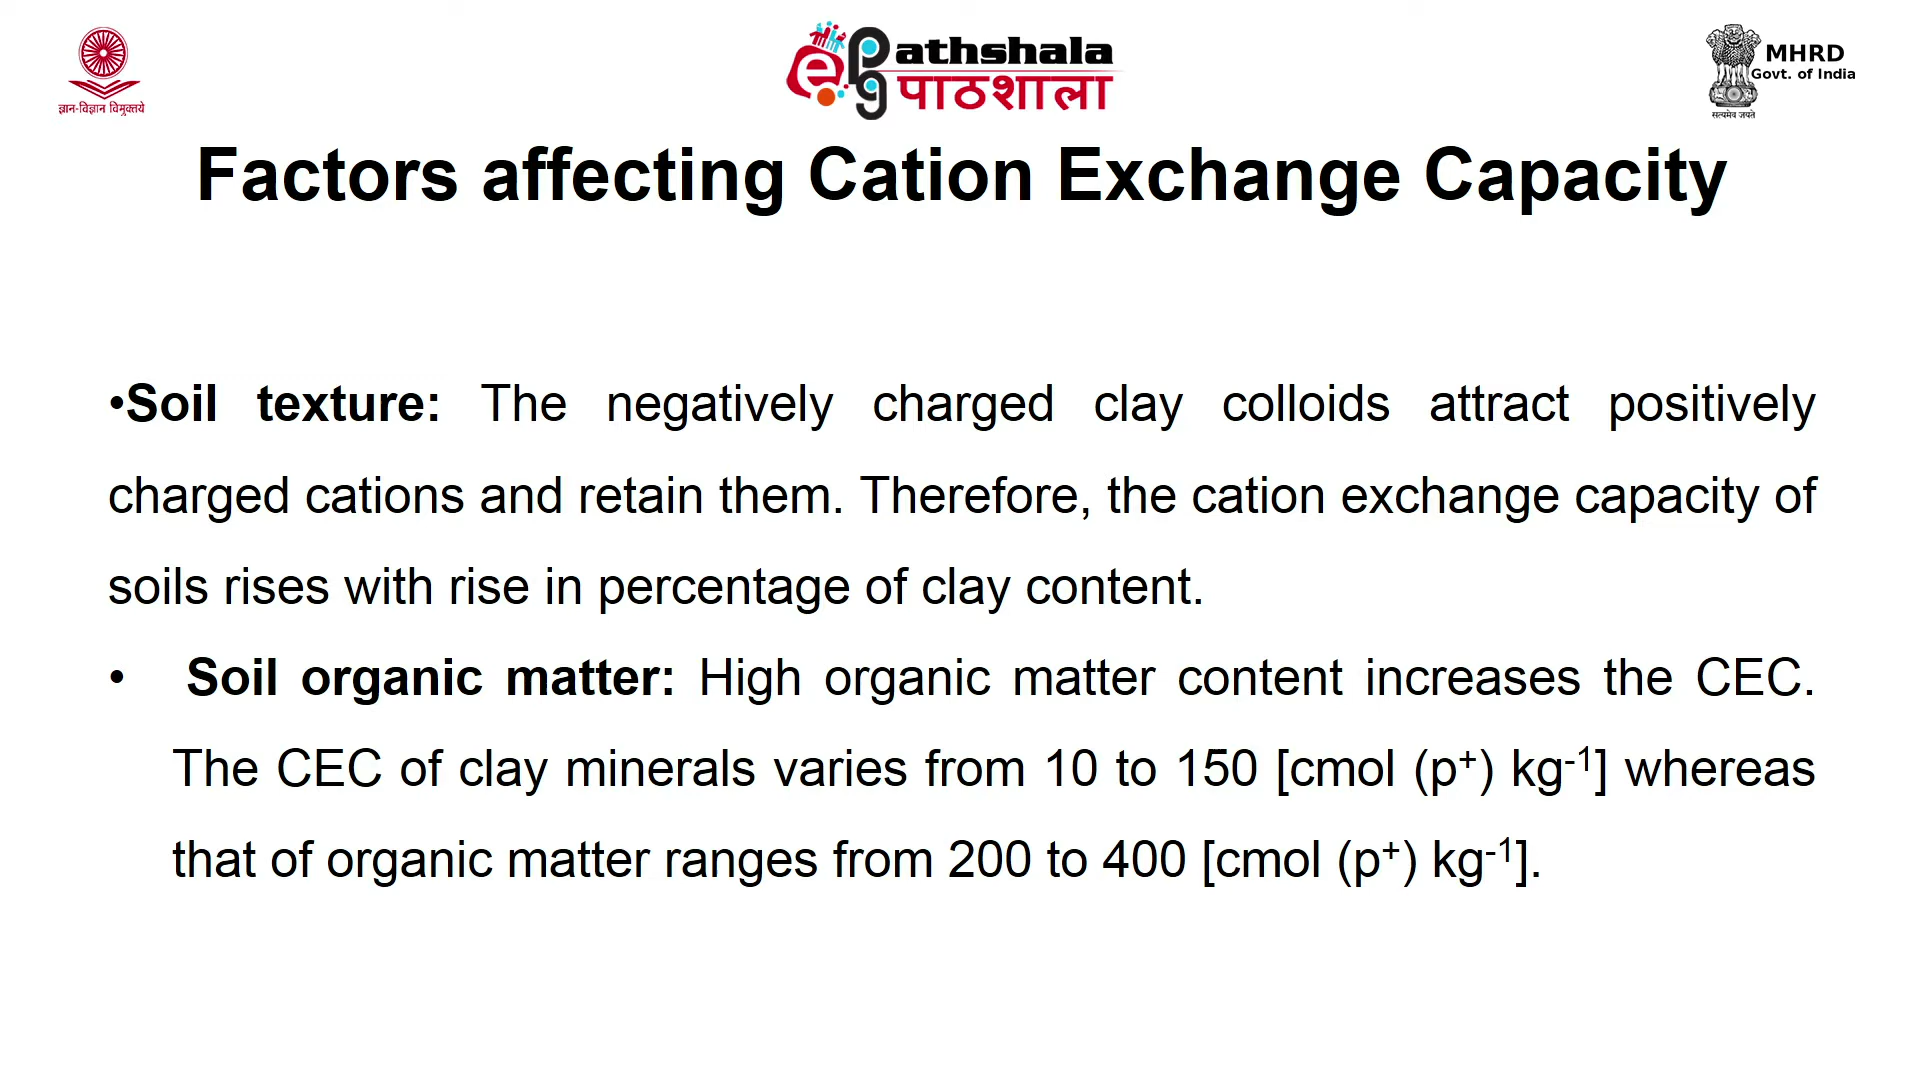 ज्ञान-विज्ञान विमुक्तये
ePathshala
पाठशाला
MHRD
Govt. of India
सत्यमेव जयते
Factors affecting Cation Exchange Capacity
•Soil texture: The negatively charged clay colloids attract positively
charged cations and retain them. Therefore, the cation exchange capacity of
soils rises with rise in percentage of clay content.
• Soil organic matter: High organic matter content increases the CEC.
The CEC of clay minerals varies from 10 to 150 [cmol (p⁺) kg⁻¹] whereas
that of organic matter ranges from 200 to 400 [cmol (p⁺) kg⁻¹].